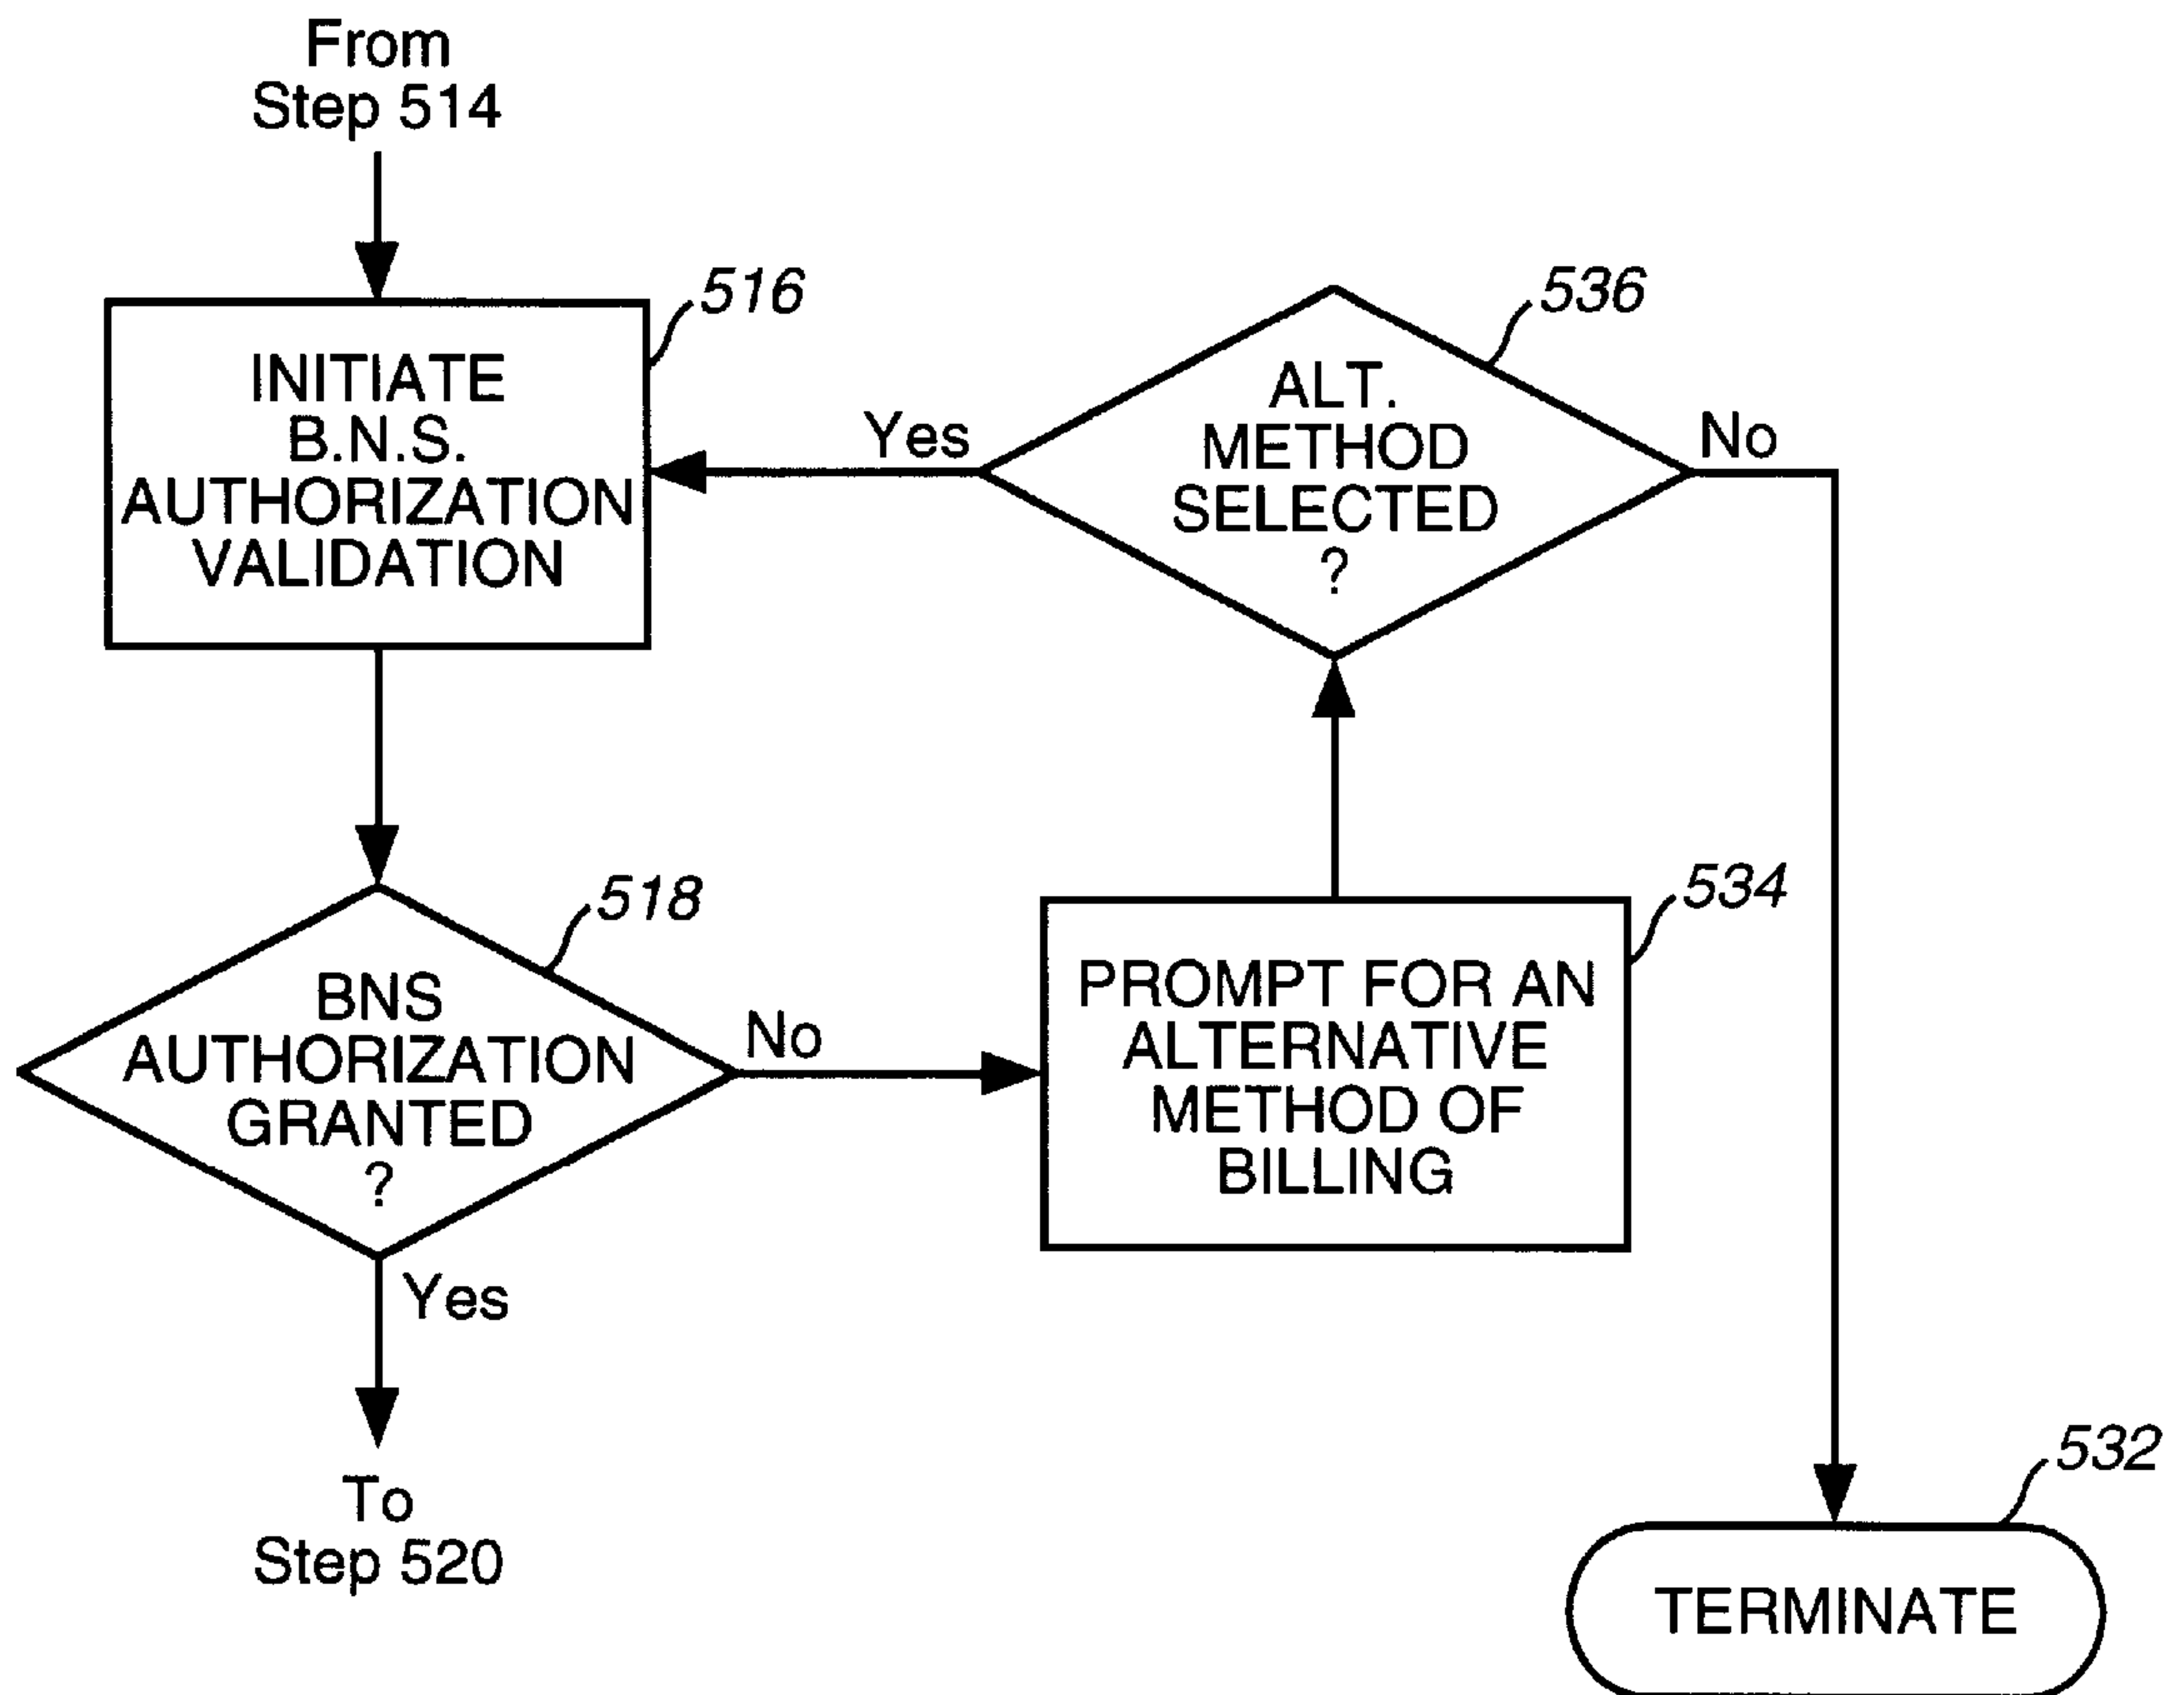 From
Step 514
516
INITIATE
B.N.S.
AUTHORIZATION
VALIDATION
536
ALT.
METHOD
SELECTED
?
Yes
No
518
BNS
AUTHORIZATION
GRANTED
?
No
Yes
534
PROMPT FOR AN
ALTERNATIVE
METHOD OF
BILLING
To
Step 520
532
TERMINATE